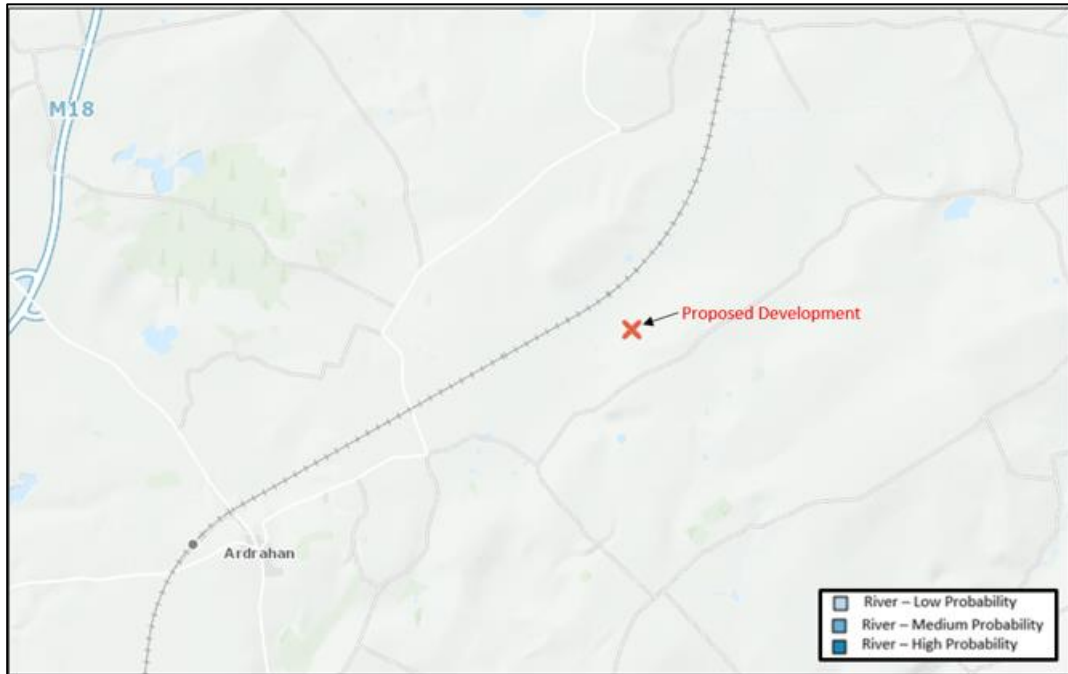 M18
Proposed Development
Ardrahan
River – Low Probability
River – Medium Probability
River – High Probability